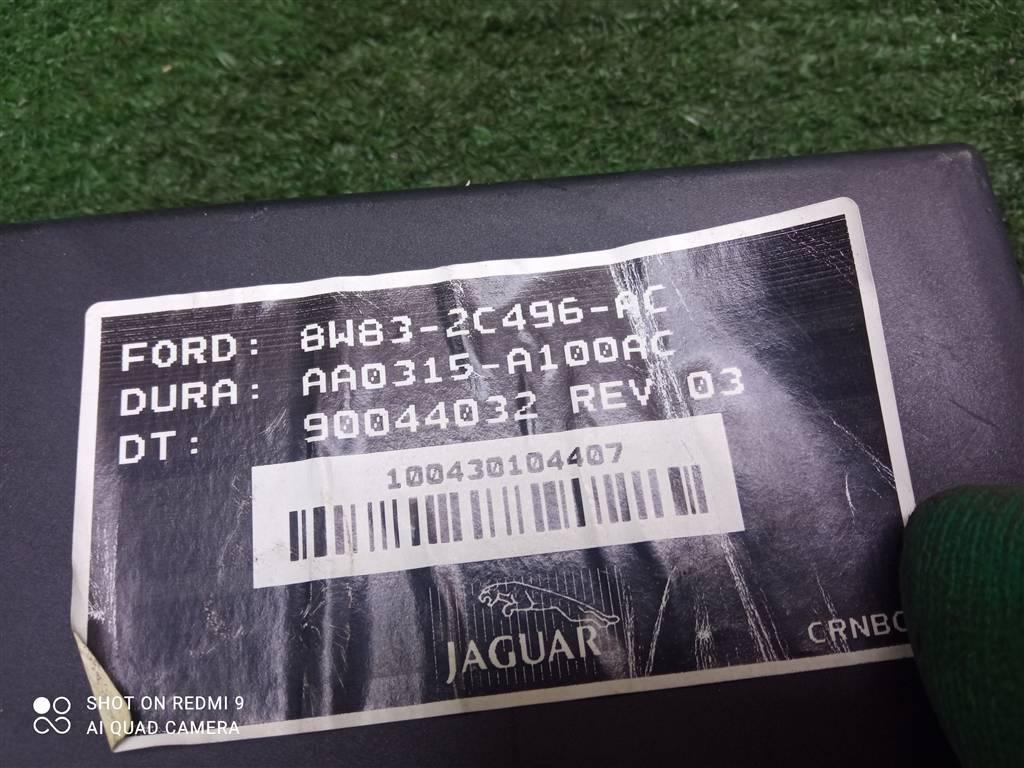 FORD: 8W83-2C496-AC
DURA: AA0315-A100AC
DT: 90044032 REV 03
100430104407
JAGUAR
CRNBC
SHOT ON REDMI 9
AI QUAD CAMERA